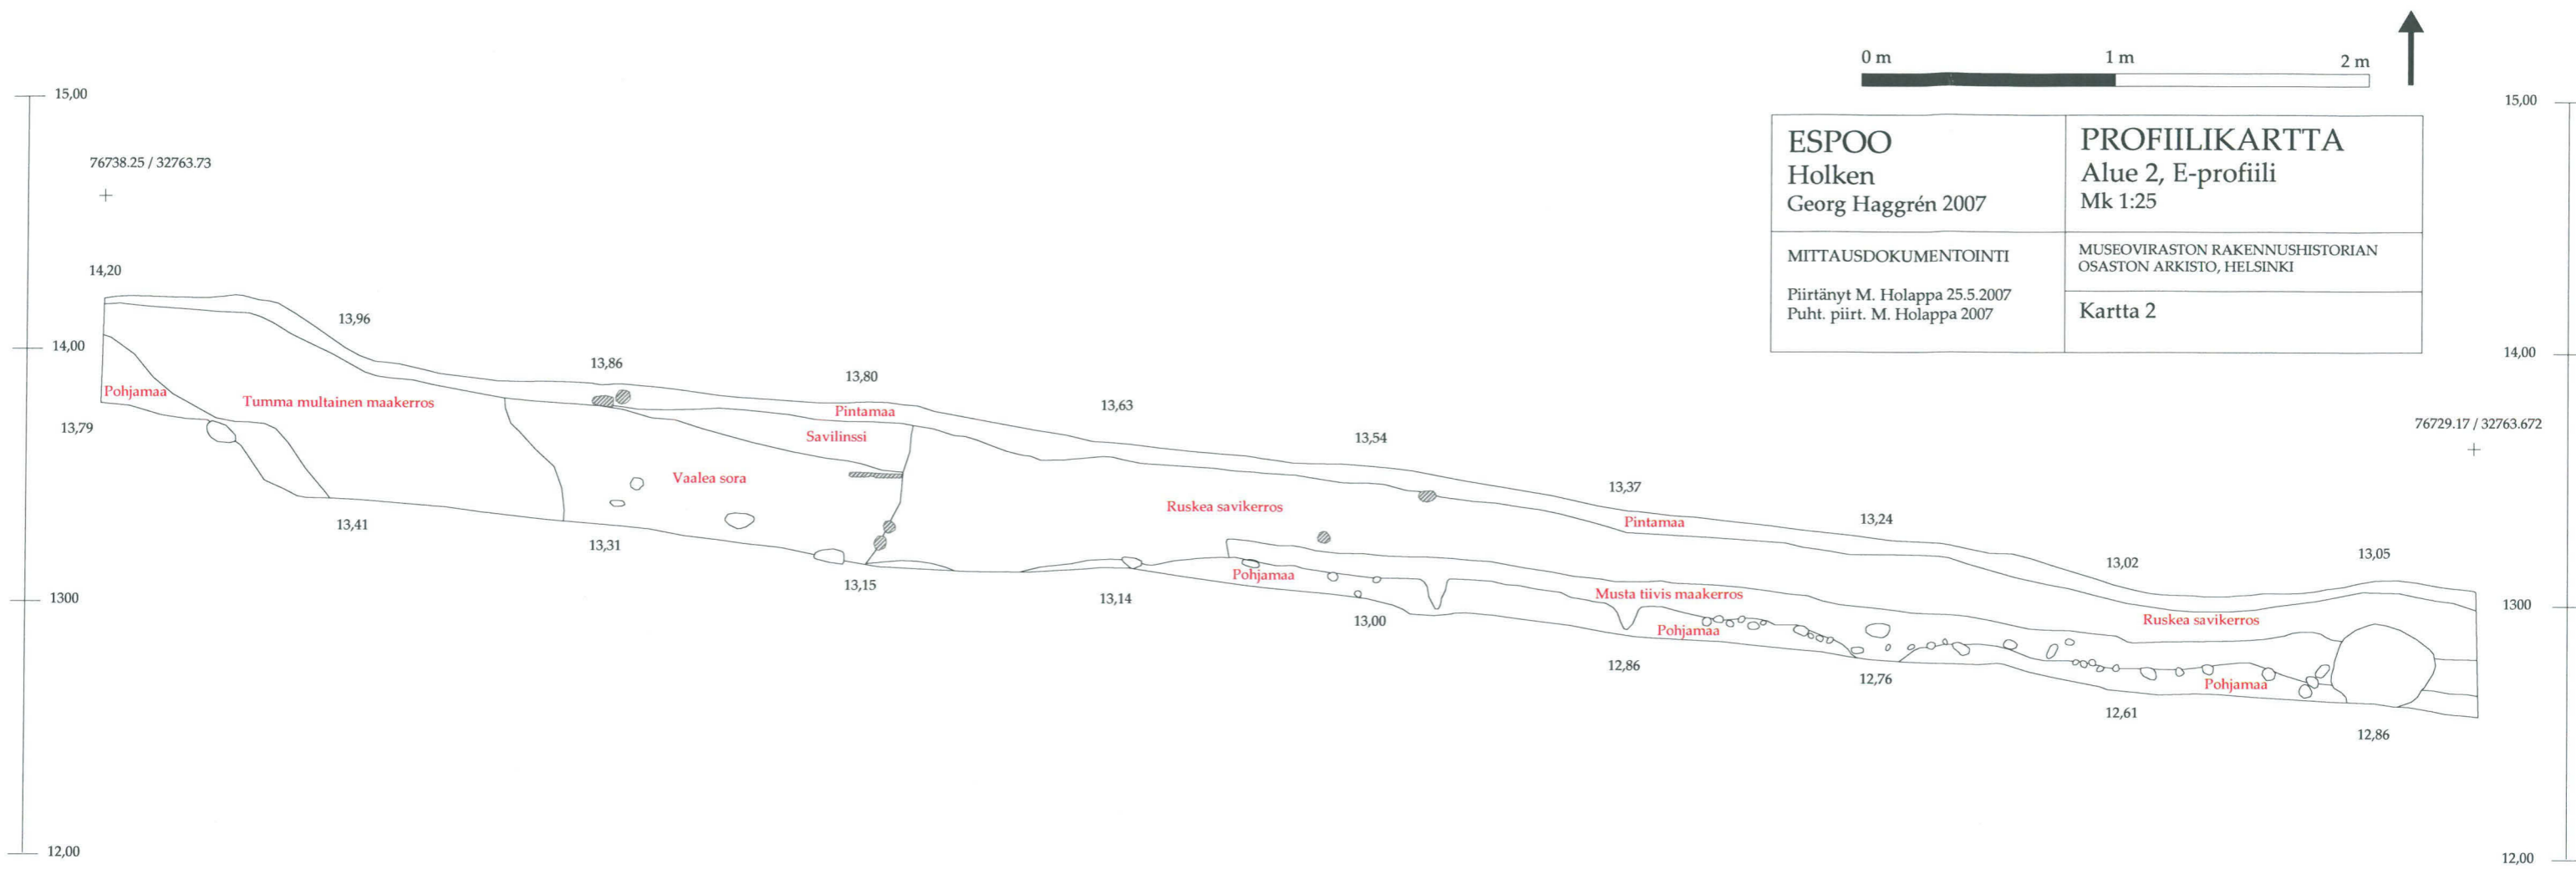 0 m
1 m
2 m
ESPOO
Holken
Georg Haggrén 2007
PROFIILIKARTTA
Alue 2, E-profiili
Mk 1:25
MITTAUSDOKUMENTOINTI
Piirtänyt M. Holappa 25.5.2007
Puht. piirt. M. Holappa 2007
MUSEOVIRASTON RAKENNUSHISTORIAN
OSASTON ARKISTO, HELSINKI
Kartta 2
15,00
14,00
1300
12,00
76738.25 / 32763.73
14,20
13,96
13,86
13,80
13,63
13,54
13,37
13,24
13,02
13,05
76729.17 / 32763.672
15,00
14,00
1300
12,00
Pohjamaa
Tumma multainen maakerros
Pintamaa
Savilinssi
Vaalea sora
Ruskea savikerros
Pintamaa
Pohjamaa
Musta tiivis maakerros
Pohjamaa
Ruskea savikerros
Pohjamaa
13,79
13,41
13,31
13,15
13,14
13,00
12,86
12,76
12,61
12,86